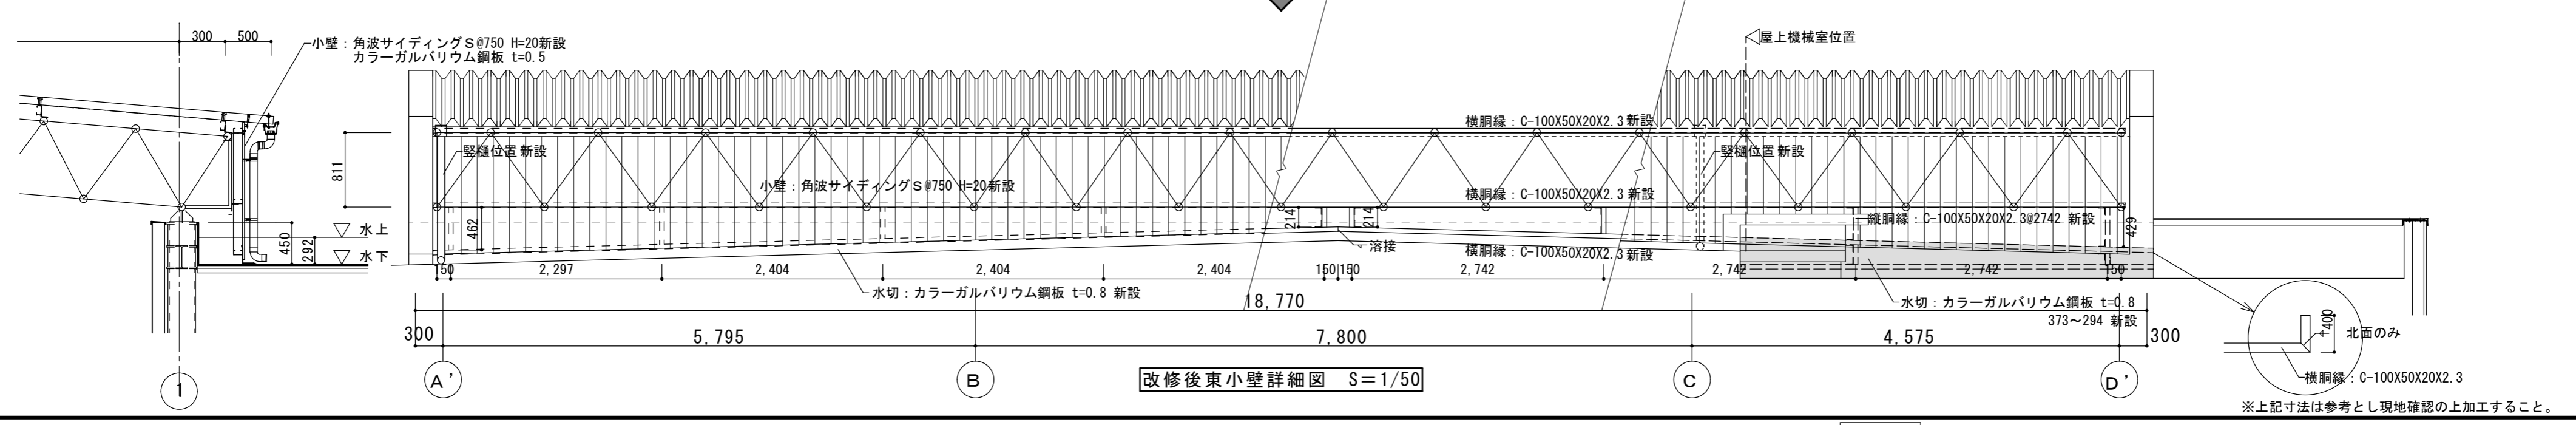 300
500
小壁：角波サイディングＳ@750 H=20新設
カラーガルバリウム鋼板 t=0.5
811
水上
水下
450
292
1
屋上機械室位置
横胴縁：C-100X50X20X2.3 新設
竪樋位置 新設
竪樋位置 新設
小壁：角波サイディングＳ@750 H=20新設
横胴縁：C-100X50X20X2.3 新設
462
214
214
縦胴縁：C-100X50X20X2.3@2742 新設
429
溶接
横胴縁：C-100X50X20X2.3 新設
150
2,297
2,404
2,404
2,404
150
150
2,742
2,742
2,742
150
水切：カラーガルバリウム鋼板 t=0.8 新設
18,770
水切：カラーガルバリウム鋼板 t=0.8
373～294 新設
300
5,795
7,800
4,575
300
A'
B
C
D'
改修後東小壁詳細図　S＝1/50
400
北面のみ
横胴縁：C-100X50X20X2.3
※上記寸法は参考とし現地確認の上加工すること。